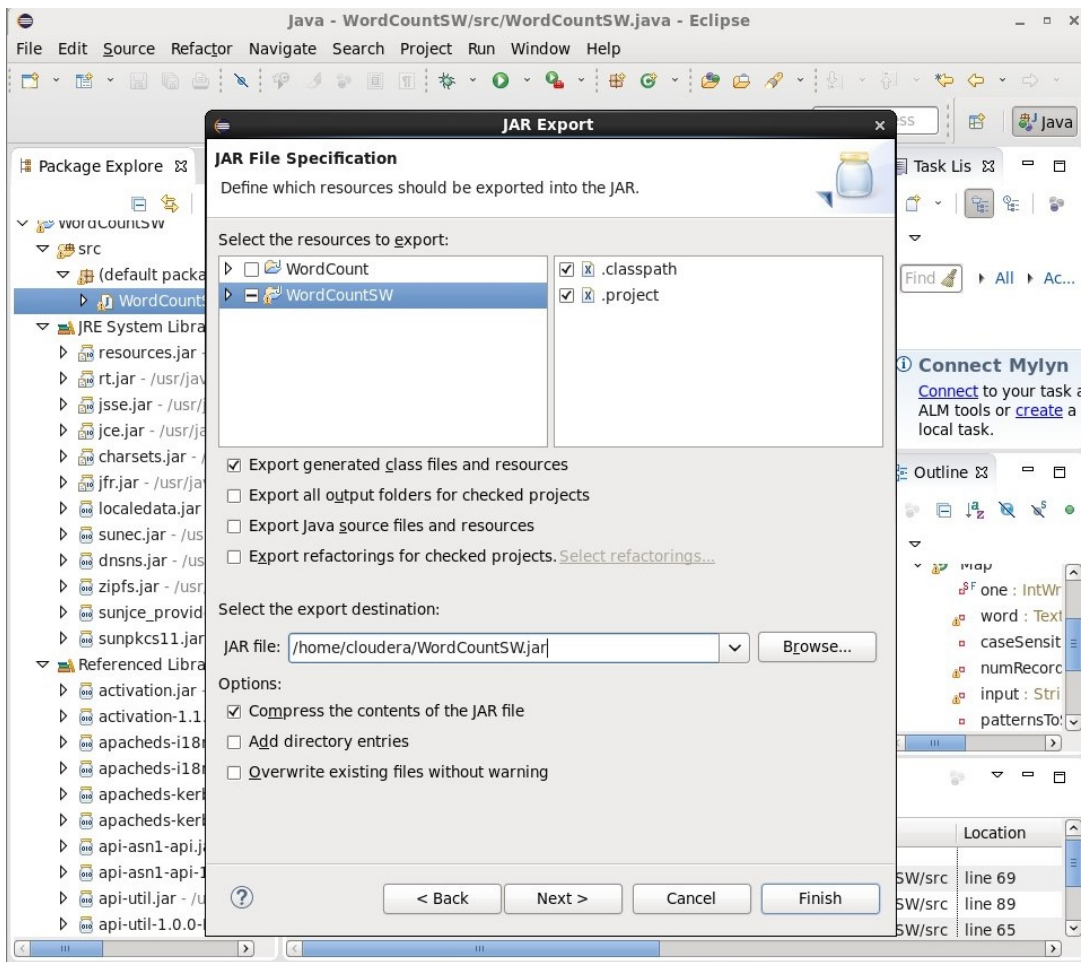 Java - WordCountSW/src/WordCountSW.java - Eclipse
File Edit Source Refactor Navigate Search Project Run Window Help
Java
Package Explore
WordCountSW
src
(default packa
WordCountS
JRE System Libra
resources.jar -
rt.jar - /usr/jav
jsse.jar - /usr/j
jce.jar - /usr/ja
charsets.jar - /
jfr.jar - /usr/ja
localedata.jar
sunec.jar - /us
dnsns.jar - /us
zipfs.jar - /usr
sunjce_provid
sunpkcs11.jar
Referenced Libra
activation.jar -
activation-1.1.
apacheds-i18n
apacheds-i18n
apacheds-kerb
apacheds-kerb
api-asn1-api.ja
api-asn1-api-1
api-util.jar - /u
api-util-1.0.0-
JAR Export
JAR File Specification
Define which resources should be exported into the JAR.
Select the resources to export:
WordCount
WordCountSW
.classpath
.project
Export generated class files and resources
Export all output folders for checked projects
Export Java source files and resources
Export refactorings for checked projects. Select refactorings...
Select the export destination:
JAR file: /home/cloudera/WordCountSW.jar Browse...
Options:
Compress the contents of the JAR file
Add directory entries
Overwrite existing files without warning
? < Back Next > Cancel Finish
Task Lis
Find All Ac...
Connect Mylyn
Connect to your task a
ALM tools or create a
local task.
Outline
Map
one : IntWr
word : Text
caseSensit
numRecord
input : Stri
patternsTo
Location
SW/src line 69
SW/src line 89
SW/src line 65